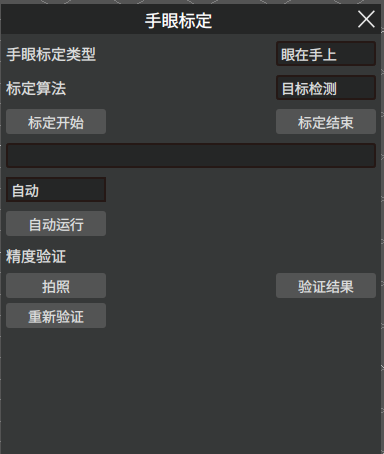 手眼标定
手眼标定类型 眼在手上
标定算法 目标检测
标定开始 标定结束
自动
自动运行
精度验证
拍照 验证结果
重新验证